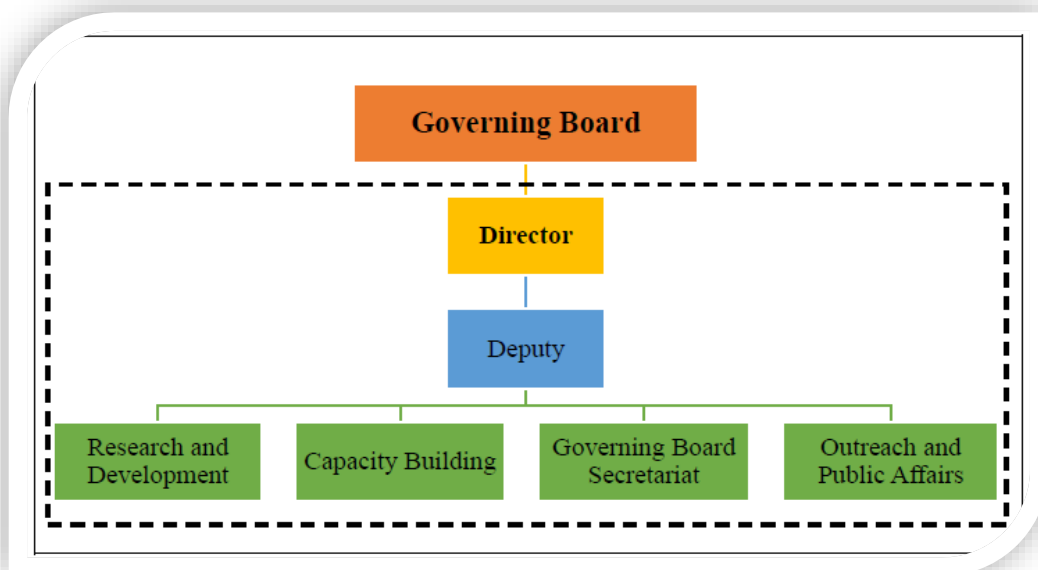 Governing Board
Director
Deputy
Research and
Development
Capacity Building
Governing Board
Secretariat
Outreach and
Public Affairs